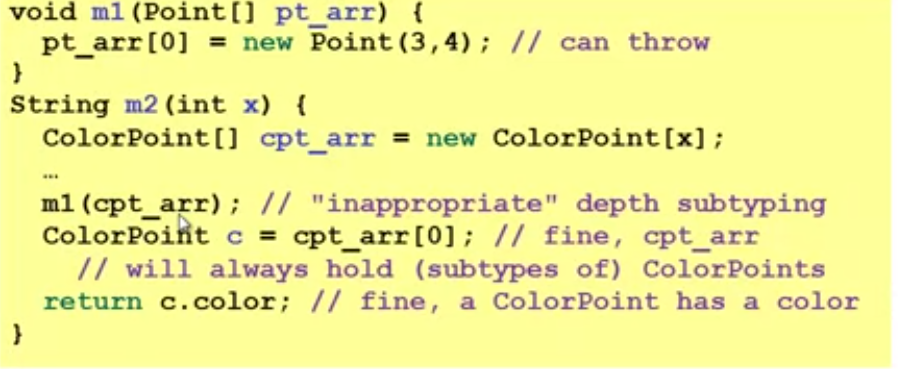 void m1(Point[] pt_arr) {
pt_arr[0] = new Point(3,4); // can throw
}
String m2(int x) {
ColorPoint[] cpt_arr = new ColorPoint[x];
…
m1(cpt_arr); // "inappropriate" depth subtyping
ColorPoint c = cpt_arr[0]; // fine, cpt_arr
// will always hold (subtypes of) ColorPoints
return c.color; // fine, a ColorPoint has a color
}